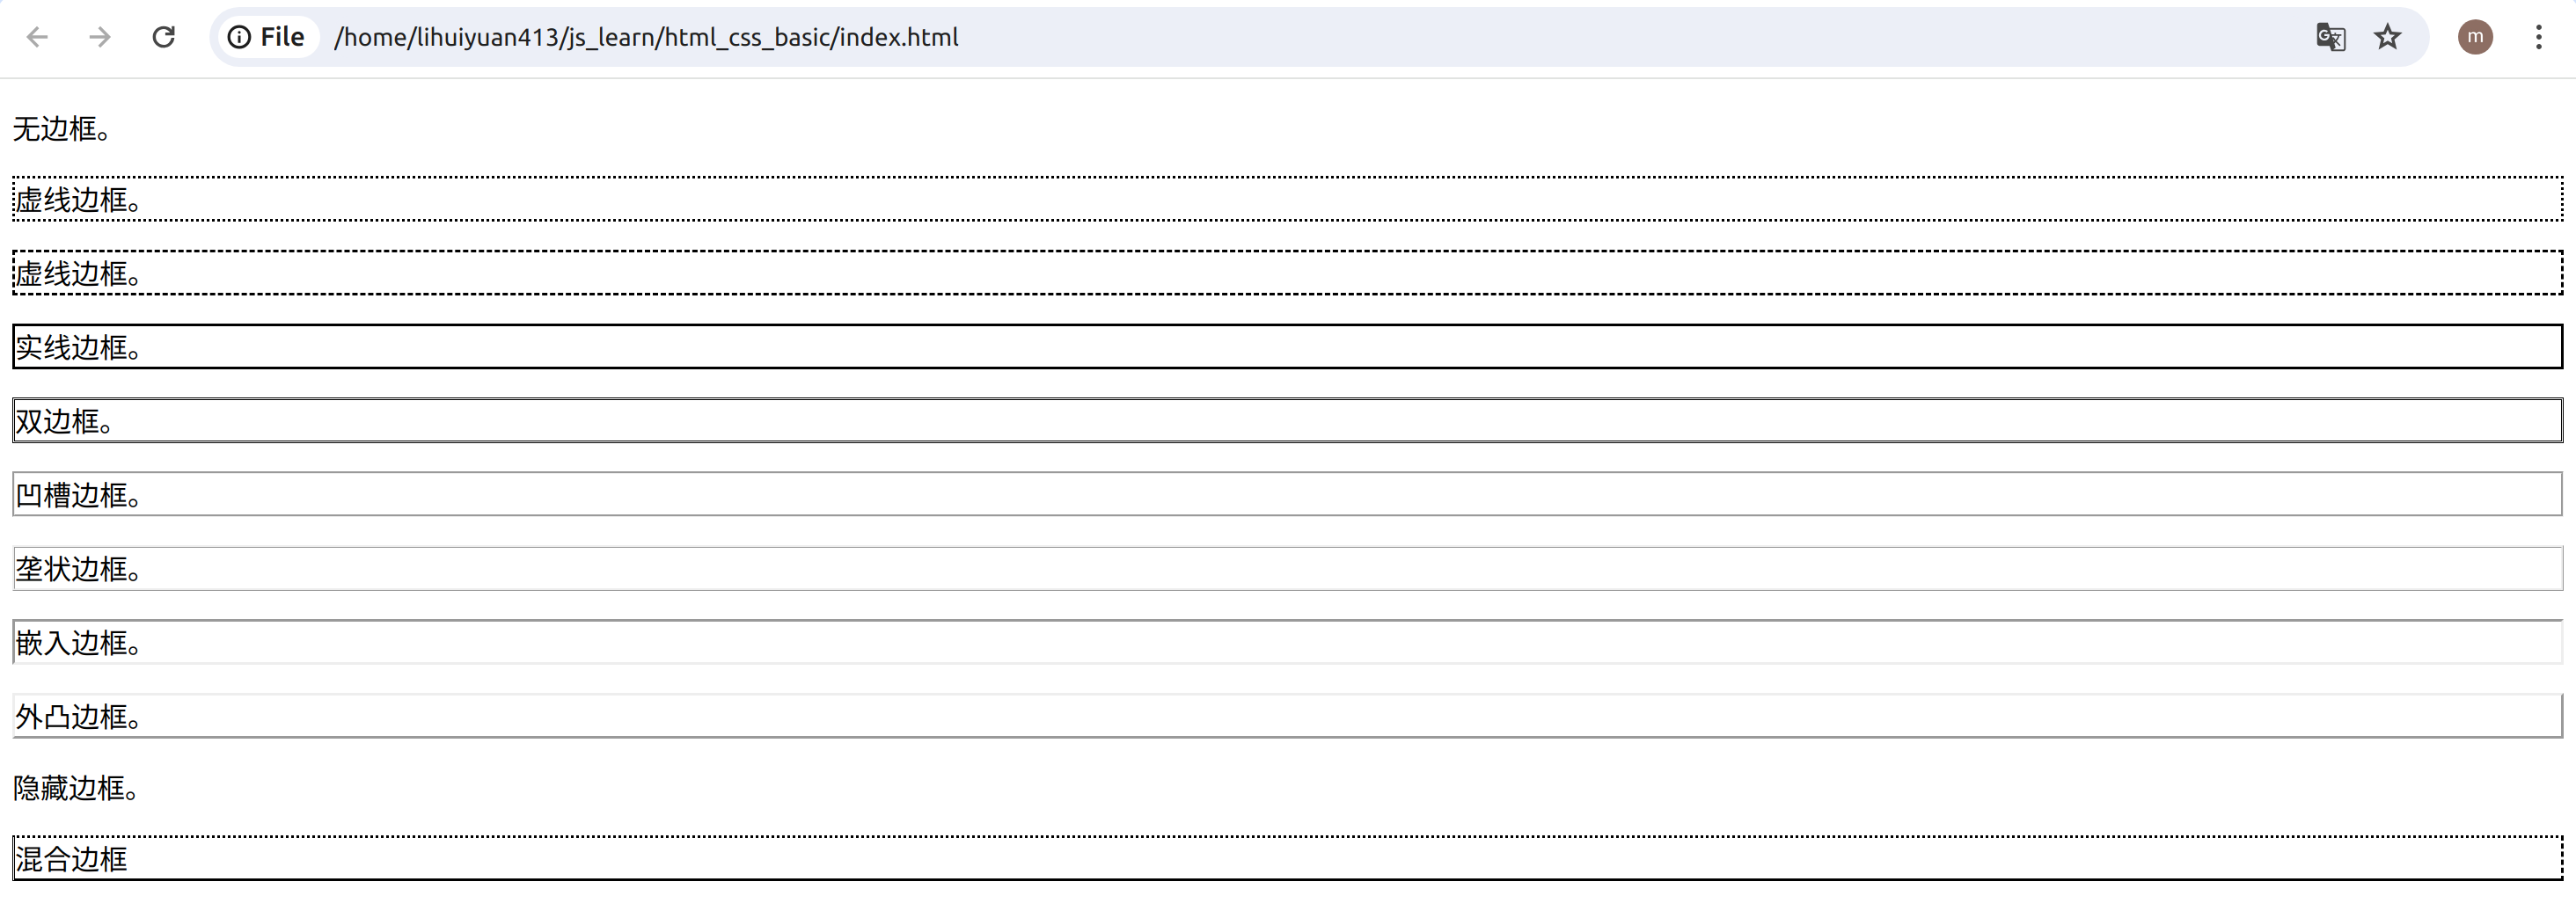 File /home/lihuiyuan413/js_learn/html_css_basic/index.html m
无边框。
虚线边框。
虚线边框。
实线边框。
双边框。
凹槽边框。
垄状边框。
嵌入边框。
外凸边框。
隐藏边框。
混合边框